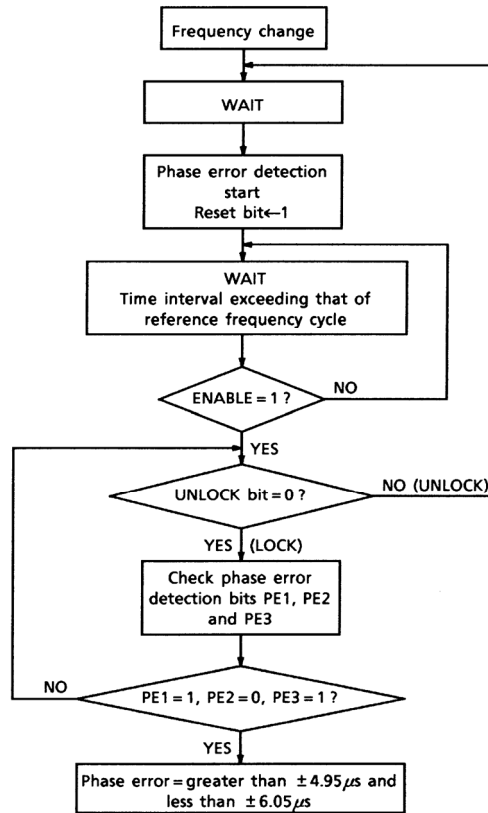 Frequency change
WAIT
Phase error detection
start
Reset bit←1
WAIT
Time interval exceeding that of
reference frequency cycle
ENABLE = 1 ?
NO
YES
UNLOCK bit = 0 ?
NO (UNLOCK)
YES (LOCK)
Check phase error
detection bits PE1, PE2
and PE3
NO
PE1 = 1, PE2 = 0, PE3 = 1 ?
YES
Phase error = greater than ±4.95μs and
less than ±6.05μs